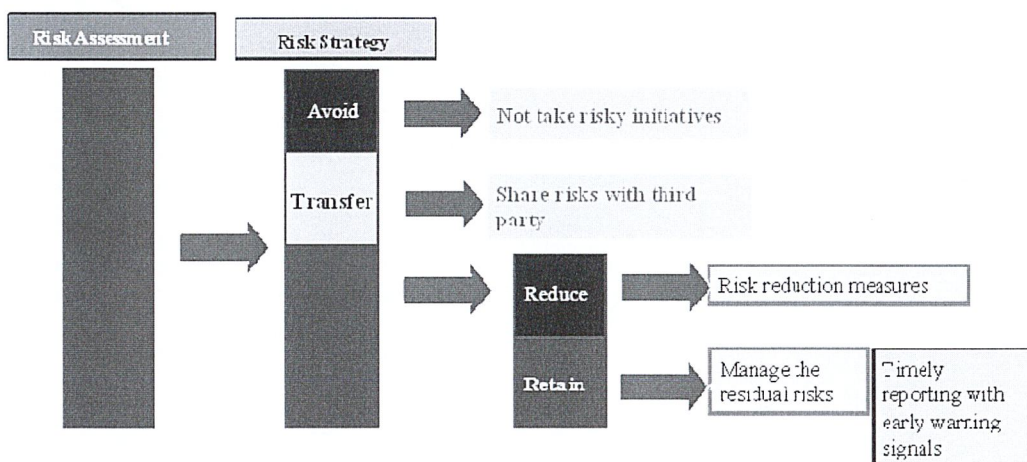 Risk Assessment
Risk Strategy
Avoid
Not take risky initiatives
Transfer
Share risks with third
party
Reduce
Risk reduction measures
Retain
Manage the
residual risks
Timely
reporting with
early warning
signals